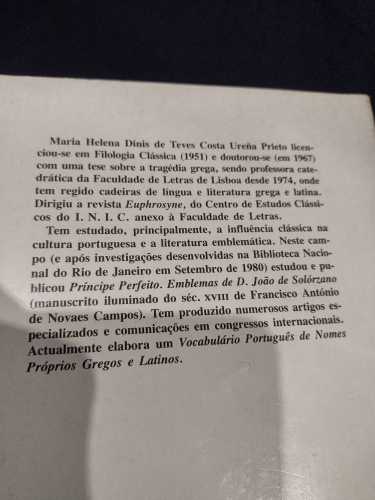 Maria Helena Dinis de Teves Costa Ureña Prieto licen-
ciou-se em Filologia Clássica (1951) e doutorou-se (em 1967)
com uma tese sobre a tragédia grega, sendo professora cate-
drática da Faculdade de Letras de Lisboa desde 1974, onde
tem regido cadeiras de língua e literatura grega e latina.
Dirigiu a revista Euphrosyne, do Centro de Estudos Clássi-
cos do I. N. I. C. anexo à Faculdade de Letras.
Tem estudado, principalmente, a influência clássica na
cultura portuguesa e a literatura emblemática. Neste cam-
po (e após investigações desenvolvidas na Biblioteca Nacio-
nal do Rio de Janeiro em Setembro de 1980) estudou e pu-
blicou Príncipe Perfeito. Emblemas de D. João de Solórzano
(manuscrito iluminado do séc. XVIII de Francisco António
de Novaes Campos). Tem produzido numerosos artigos es-
pecializados e comunicações em congressos internacionais.
Actualmente elabora um Vocabulário Português de Nomes
Próprios Gregos e Latinos.